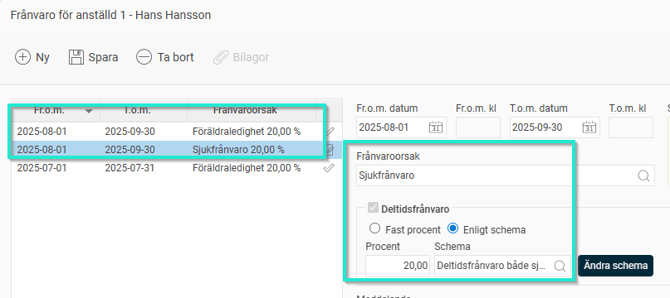 Frånvaro för anställd 1 - Hans Hansson
Ny Spara Ta bort Bilagor
Fr.o.m. T.o.m. Frånvaroorsak
2025-08-01 2025-09-30 Föräldraledighet 20,00 %
2025-08-01 2025-09-30 Sjukfrånvaro 20,00 %
2025-07-01 2025-07-31 Föräldraledighet 20,00 %
Fr.o.m. datum Fr.o.m. kl T.o.m. datum T.o.m. kl
2025-08-01 2025-09-30
Frånvaroorsak
Sjukfrånvaro
Deltidsfrånvaro
Fast procent Enligt schema
Procent Schema
20,00 Deltidsfrånvaro både sj... Ändra schema
Meddelande